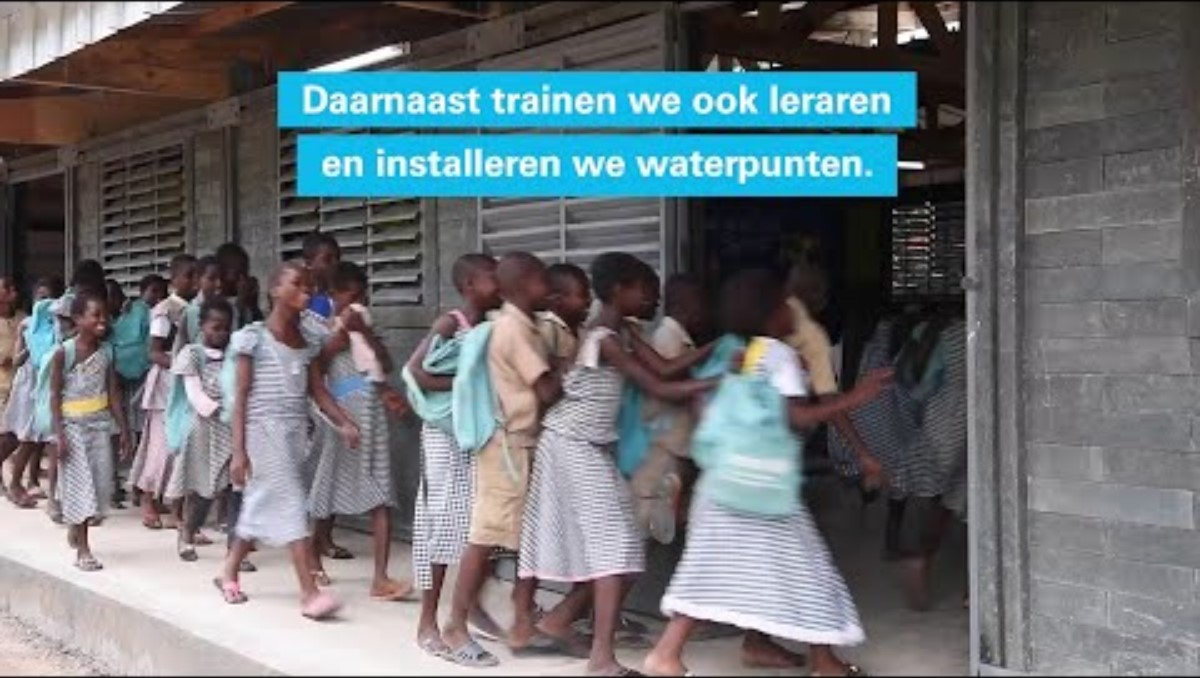 Daarnaast trainen we ook leraren
en installeren we waterpunten.